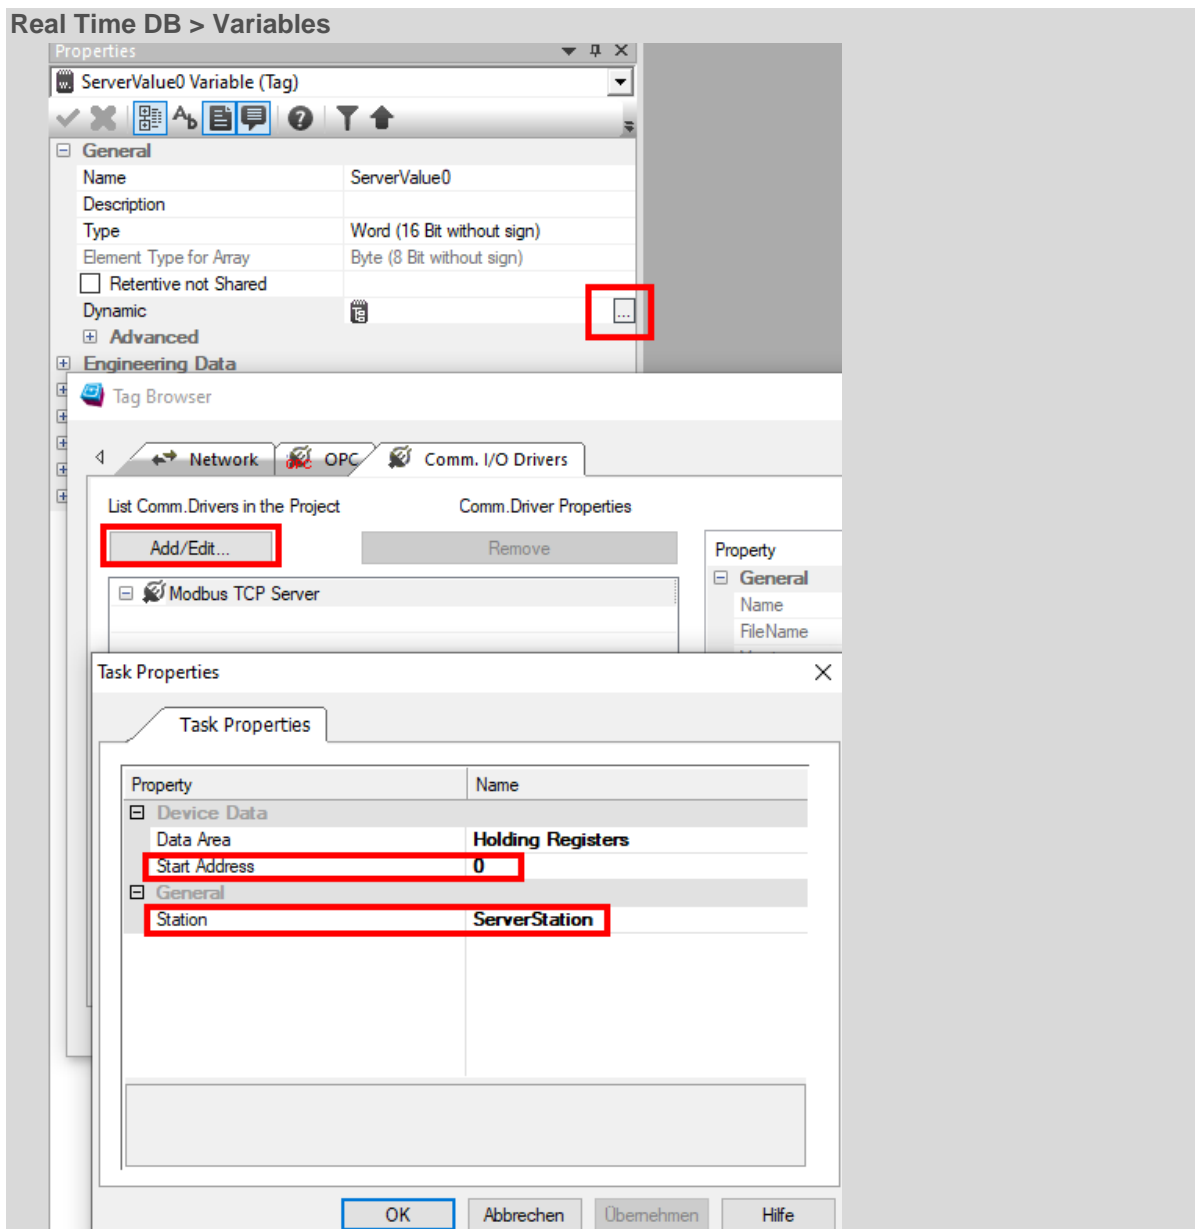 Real Time DB > Variables
Properties
ServerValue0 Variable (Tag)
General
Name ServerValue0
Description
Type Word (16 Bit without sign)
Element Type for Array Byte (8 Bit without sign)
Retentive not Shared
Dynamic ...
Advanced
Engineering Data
Tag Browser
Network OPC Comm. I/O Drivers
List Comm.Drivers in the Project Comm.Driver Properties
Add/Edit... Remove Property
General
Modbus TCP Server
Name
FileName
Task Properties
Task Properties
Property Name
Device Data
Data Area Holding Registers
Start Address 0
General
Station ServerStation
OK Abbrechen Übernehmen Hilfe